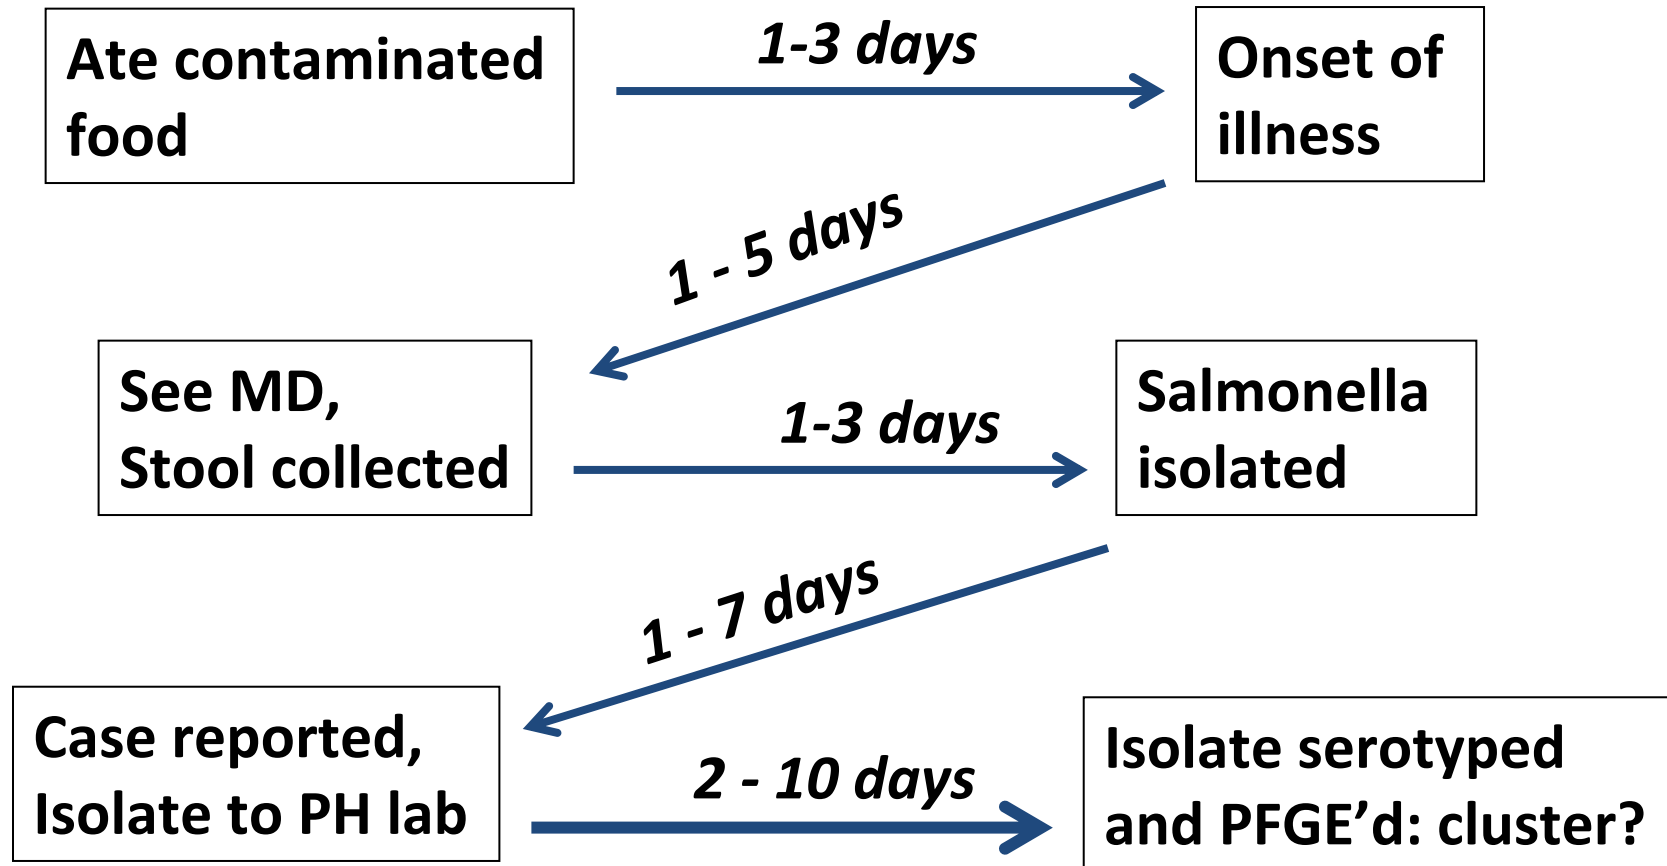 Ate contaminated
food
1-3 days
Onset of
illness
1 - 5 days
See MD,
Stool collected
1-3 days
Salmonella
isolated
1 - 7 days
Case reported,
Isolate to PH lab
2 - 10 days
Isolate serotyped
and PFGE’d: cluster?